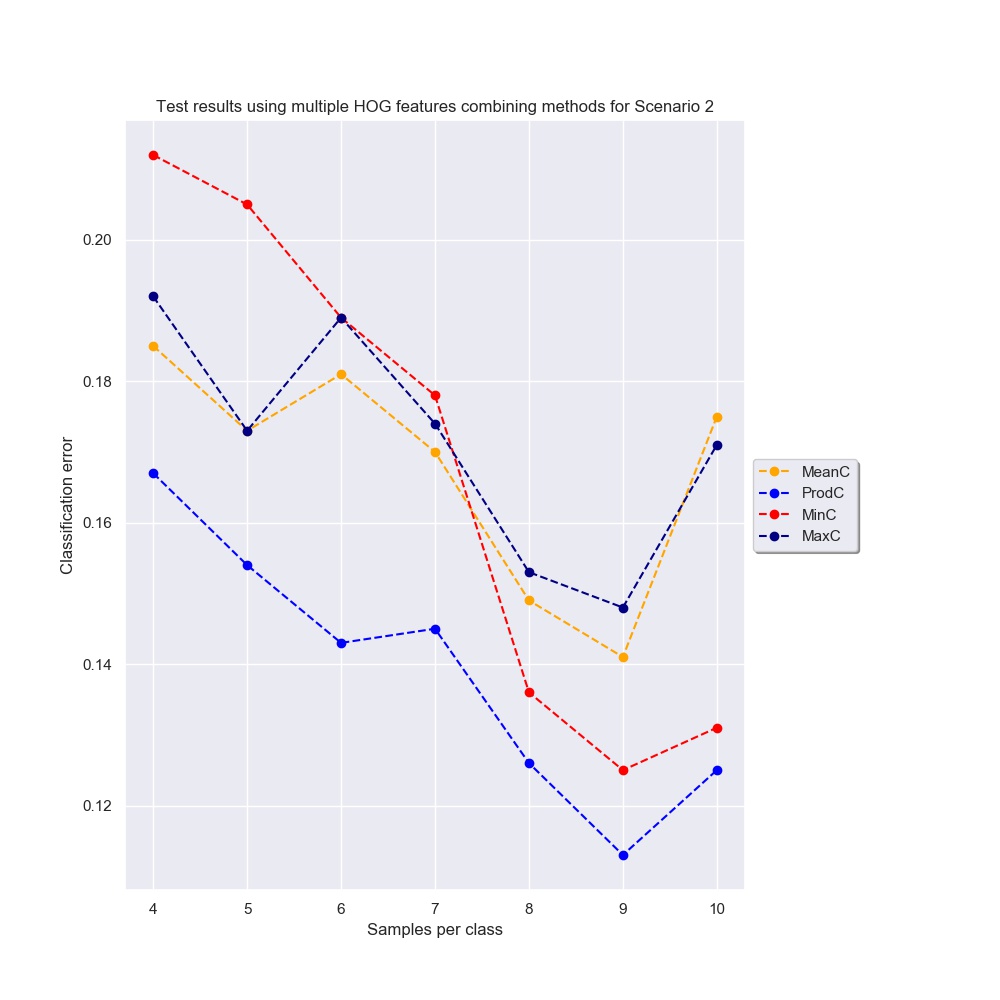 Test results using multiple HOG features combining methods for Scenario 2
0.20
0.18
0.16
0.14
0.12
Classification error
4 5 6 7 8 9 10
Samples per class
MeanC
ProdC
MinC
MaxC